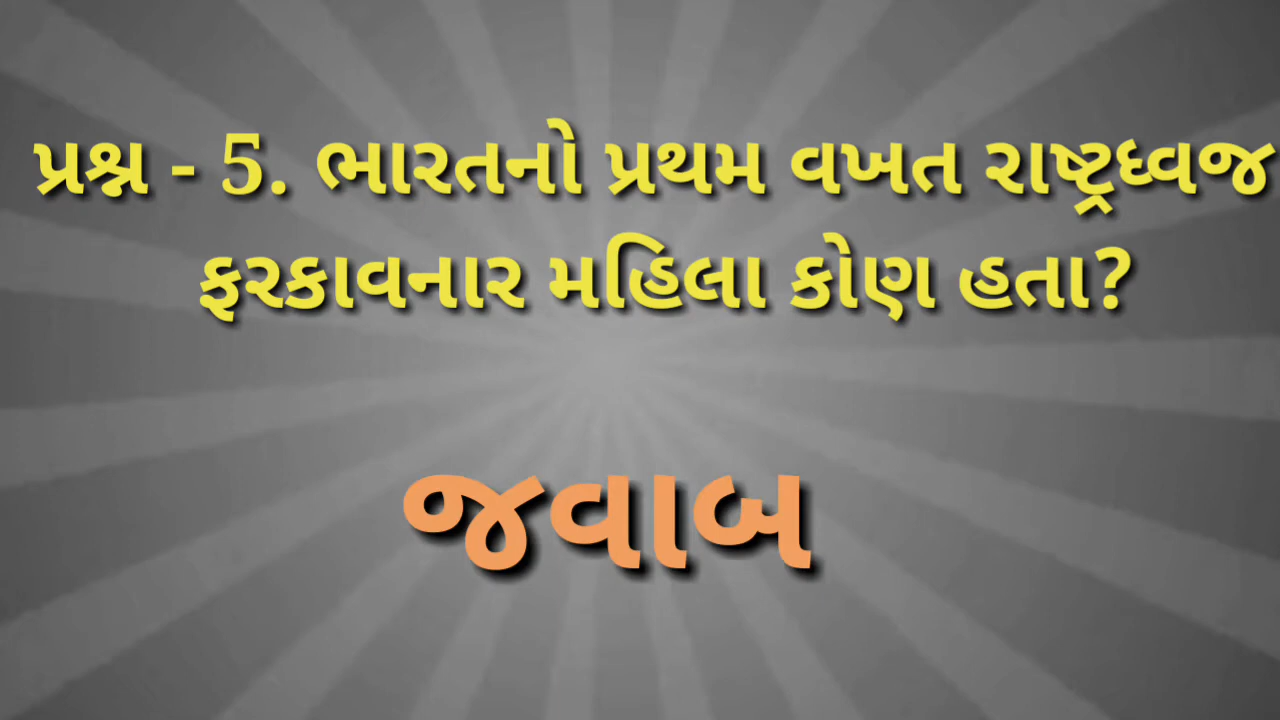 પ્રશ્ન - 5. ભારતનો પ્રથમ વખત રાષ્ટ્રધ્વજ
ફરકાવનાર મહિલા કોણ હતા?
જવાબ